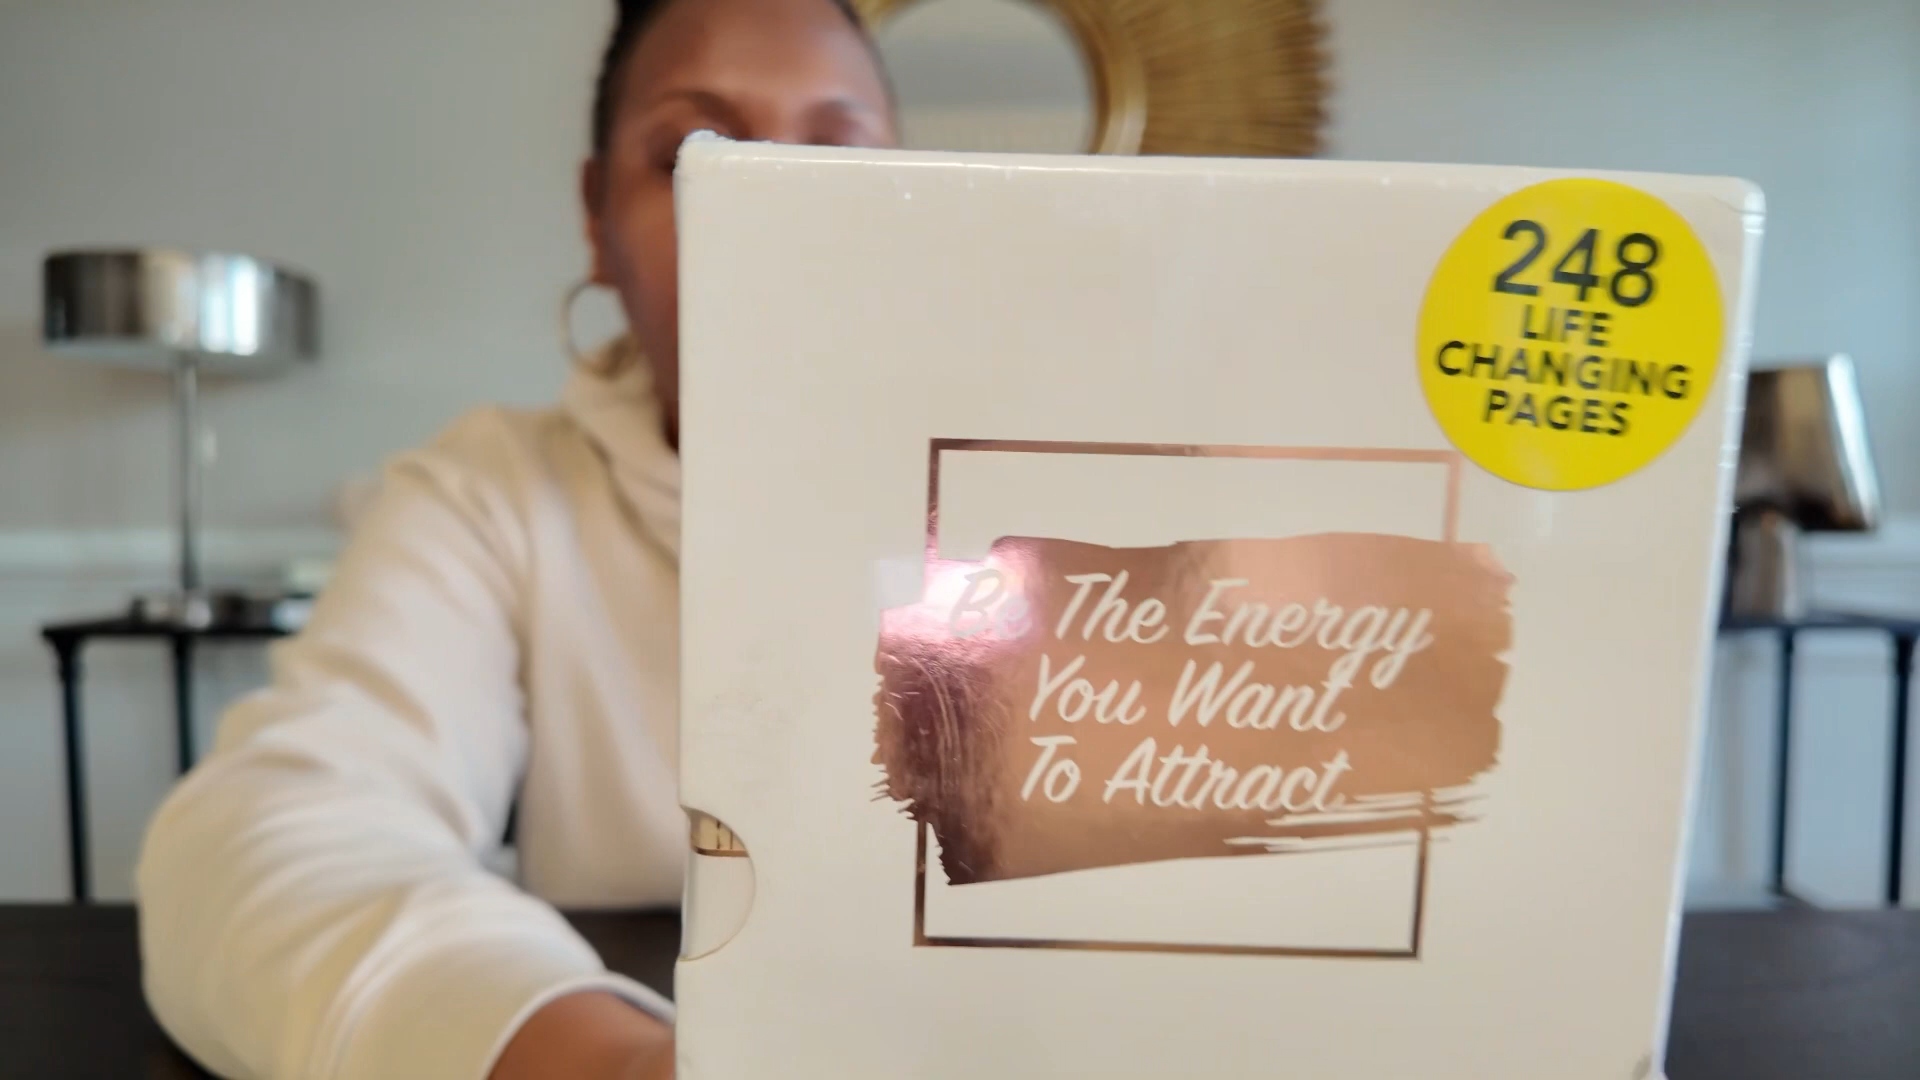 248
LIFE
CHANGING
PAGES
Be The Energy
You Want
To Attract